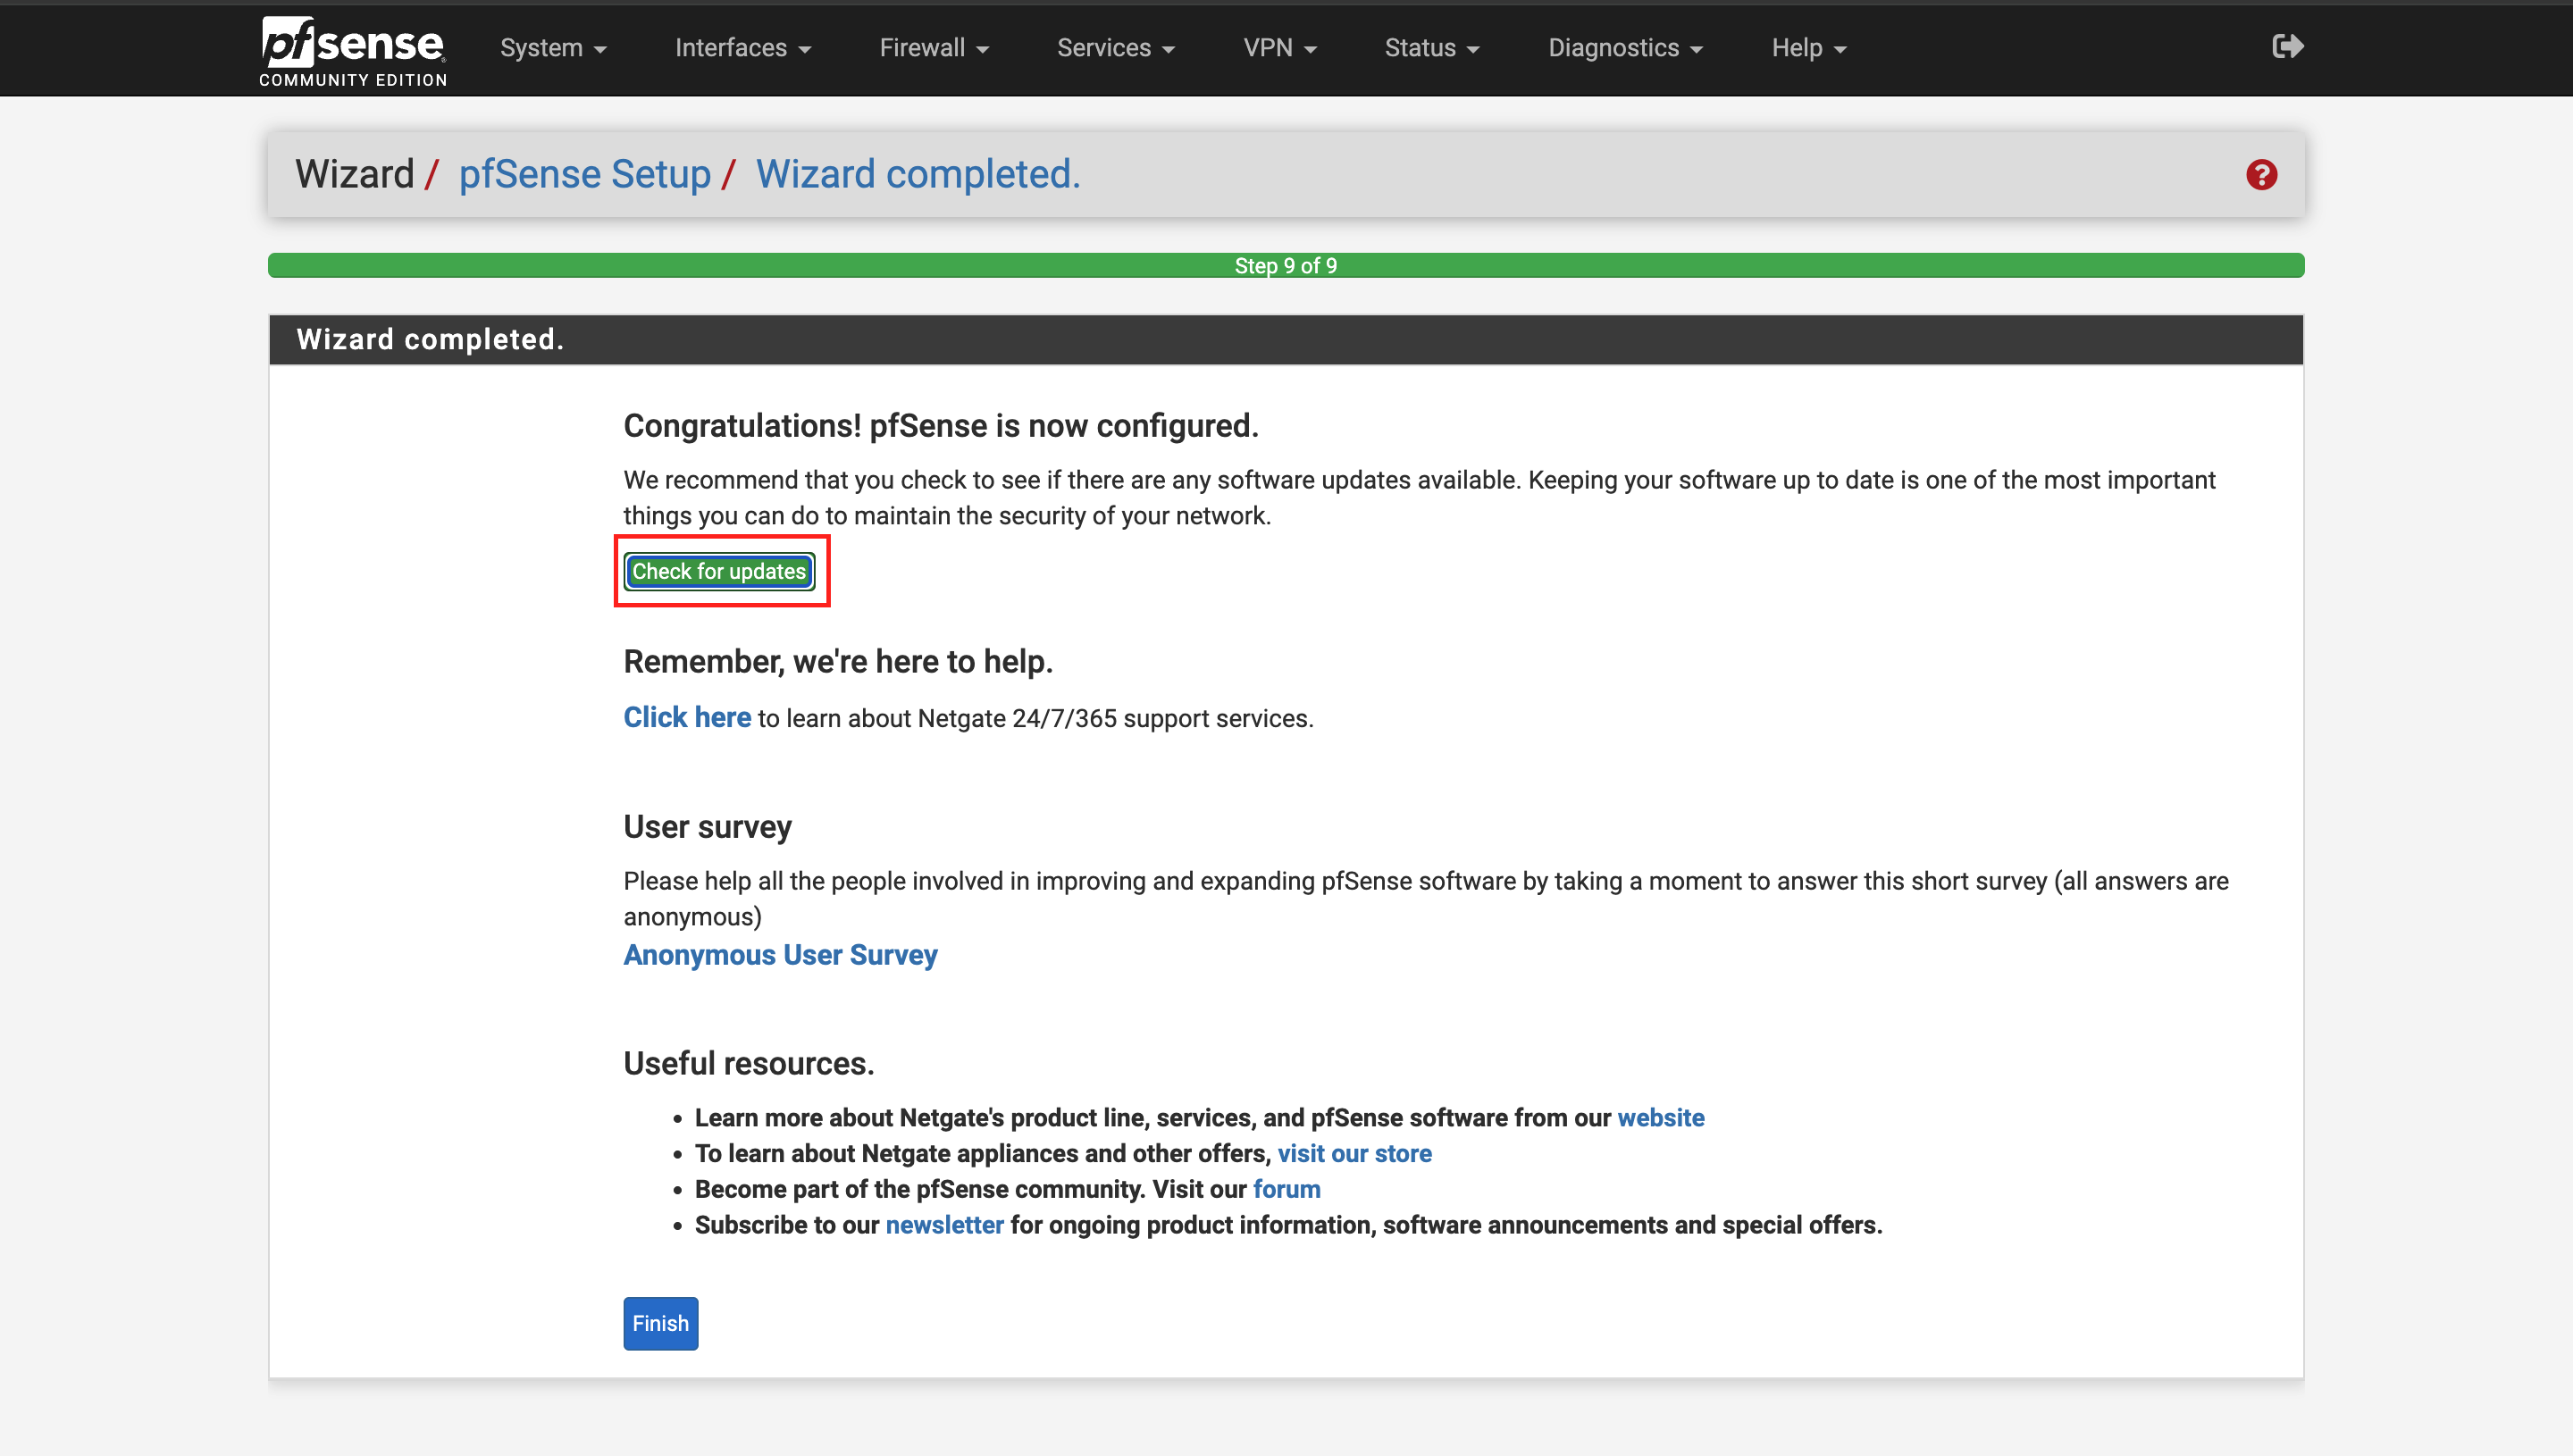 pfsense
COMMUNITY EDITION
System
Interfaces
Firewall
Services
VPN
Status
Diagnostics
Help
Wizard / pfSense Setup / Wizard completed.
Step 9 of 9
Wizard completed.
Congratulations! pfSense is now configured.
We recommend that you check to see if there are any software updates available. Keeping your software up to date is one of the most important
things you can do to maintain the security of your network.
Check for updates
Remember, we're here to help.
Click here to learn about Netgate 24/7/365 support services.
User survey
Please help all the people involved in improving and expanding pfSense software by taking a moment to answer this short survey (all answers are
anonymous)
Anonymous User Survey
Useful resources.
• Learn more about Netgate's product line, services, and pfSense software from our website
• To learn about Netgate appliances and other offers, visit our store
• Become part of the pfSense community. Visit our forum
• Subscribe to our newsletter for ongoing product information, software announcements and special offers.
Finish